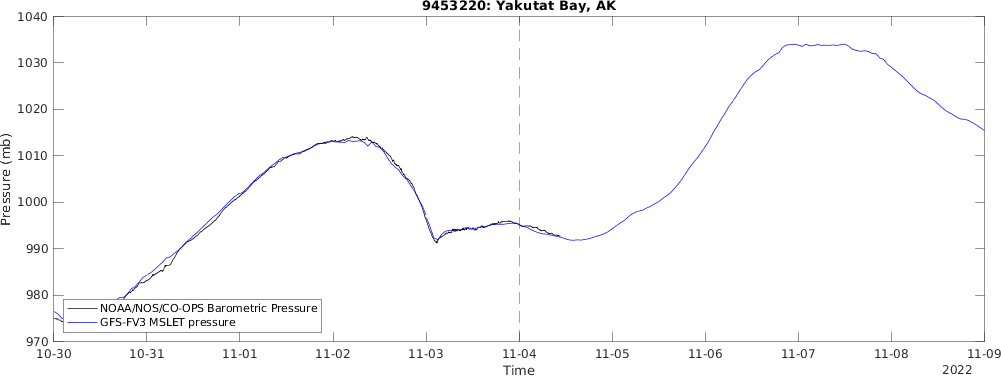 9453220: Yakutat Bay, AK
Pressure (mb)
1040
1030
1020
1010
1000
990
980
970
NOAA/NOS/CO-OPS Barometric Pressure
GFS-FV3 MSLET pressure
10-30 10-31 11-01 11-02 11-03 11-04 11-05 11-06 11-07 11-08 11-09
Time
2022